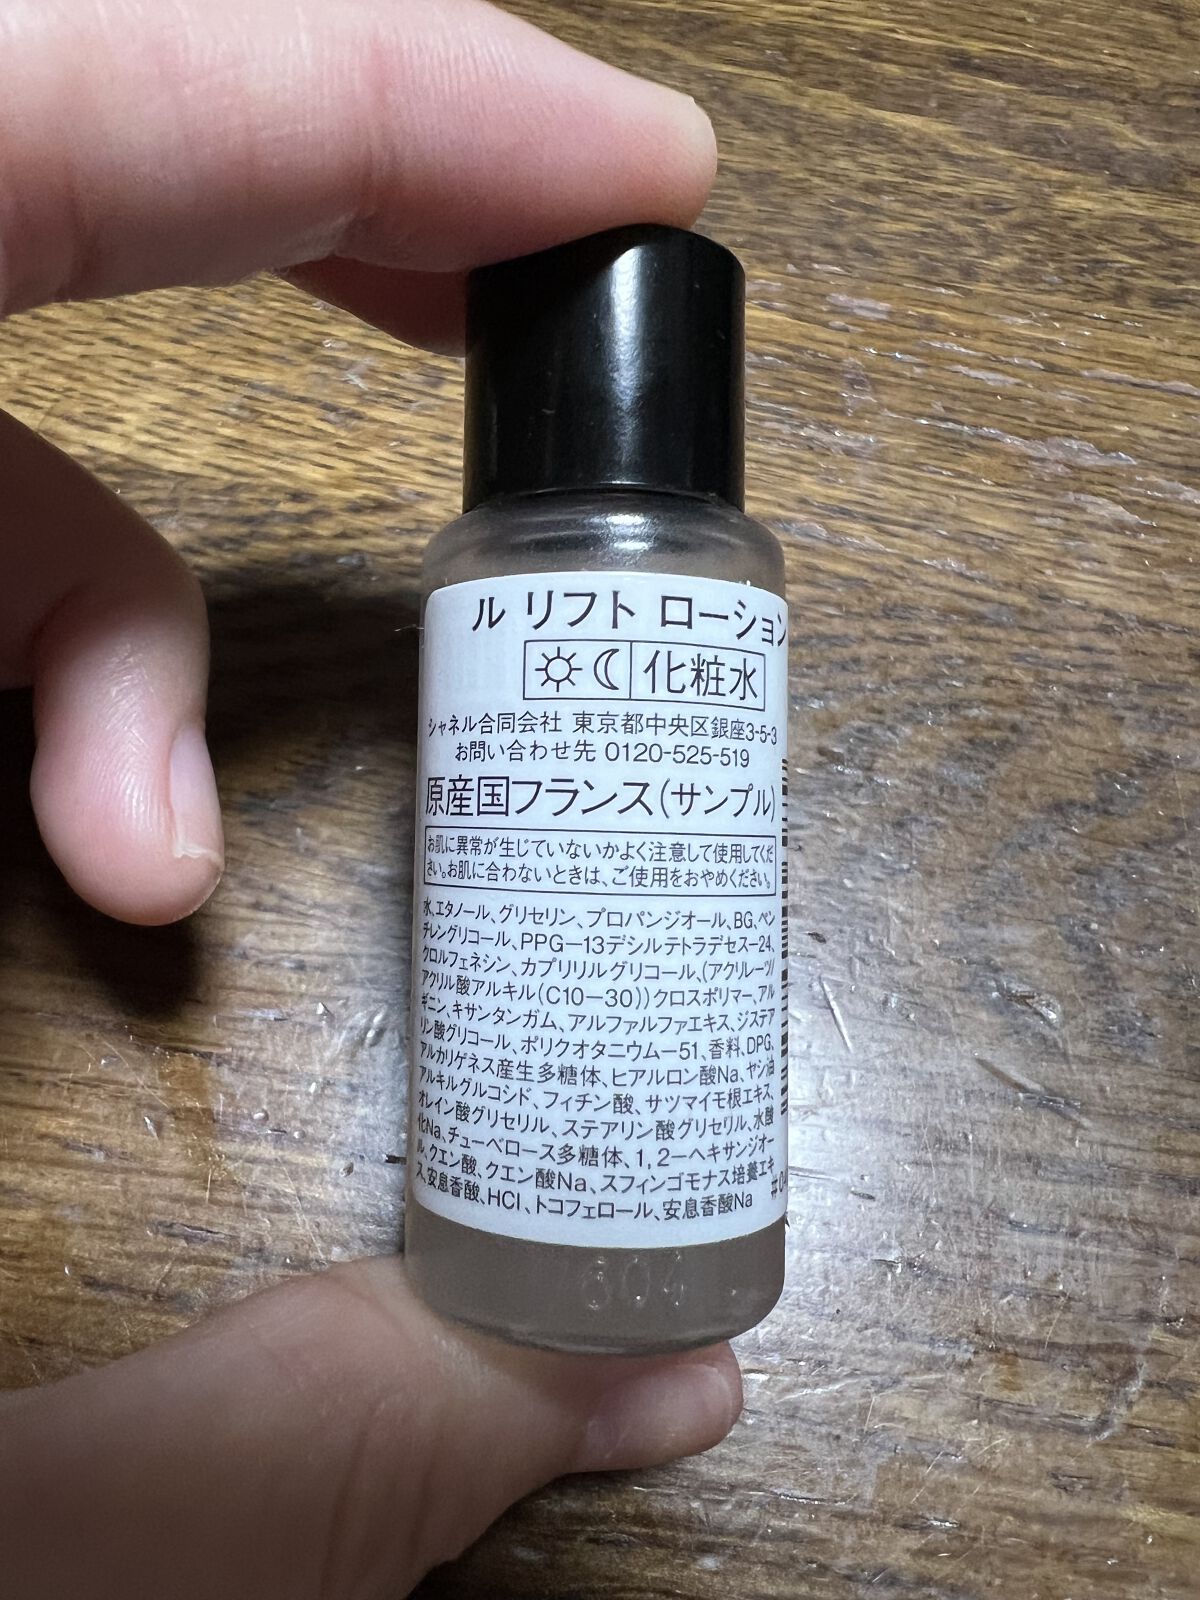 ル リフト ローション
化粧水
シャネル合同会社 東京都中央区銀座3-5-3
お問い合わせ先 0120-525-519
原産国フランス(サンプル)
お肌に異常が生じていないかよく注意して使用してくだ
さい。お肌に合わないときは、ご使用をおやめください。
水、エタノール、グリセリン、プロパンジオール、BG、ペン
チレングリコール、PPG-13デシルテトラデセス-24、
クロルフェネシン、カプリリルグリコール、(アクリレーツ/
アクリル酸アルキル(C10-30))クロスポリマー、アル
ギニン、キサンタンガム、アルファルファエキス、ジステア
リン酸グリコール、ポリクオタニウム-51、香料、DPG、
アルカリゲネス産生多糖体、ヒアルロン酸Na、ヤシ油
アルキルグルコシド、フィチン酸、サツマイモ根エキス、
オレイン酸グリセリル、ステアリン酸グリセリル、水酸
化Na、チューベロース多糖体、1,2-ヘキサンジオー
ル、クエン酸、クエン酸Na、スフィンゴモナス培養エキ
ス、安息香酸、HCl、トコフェロール、安息香酸Na
604